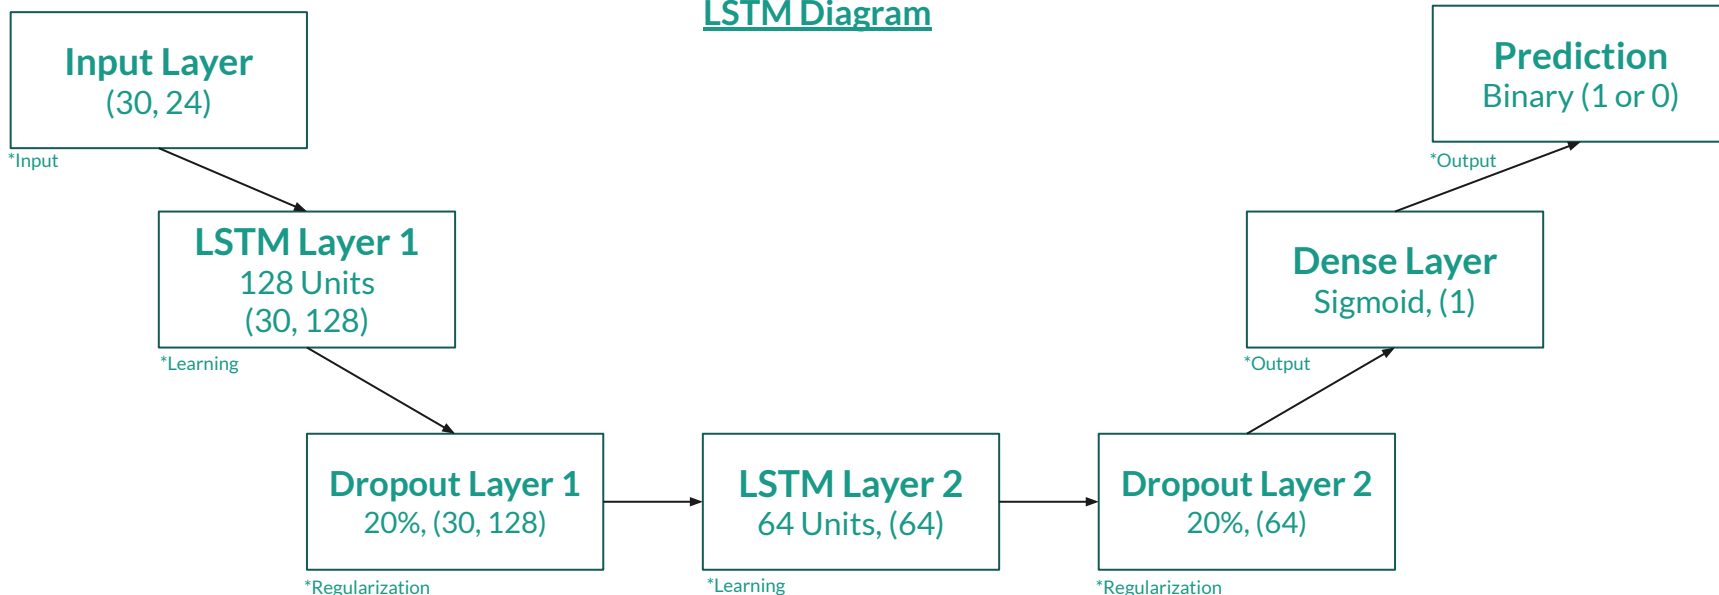 LSTM Diagram
Input Layer
(30, 24)
*Input
LSTM Layer 1
128 Units
(30, 128)
*Learning
Dropout Layer 1
20%, (30, 128)
*Regularization
LSTM Layer 2
64 Units, (64)
*Learning
Dropout Layer 2
20%, (64)
*Regularization
Dense Layer
Sigmoid, (1)
*Output
Prediction
Binary (1 or 0)
*Output